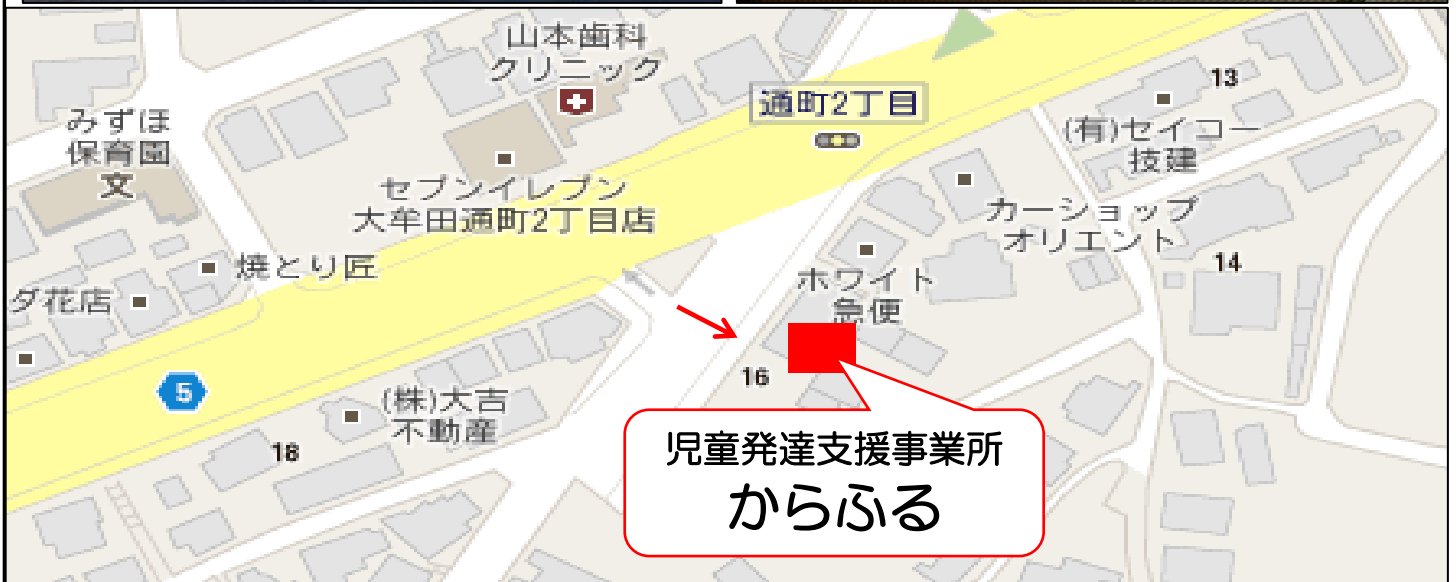 山本歯科
クリニック
通町2丁目
13
(有)セイコー
技建
みずほ
保育園
文
セブンイレブン
大牟田通町2丁目店
カーショップ
オリエント
14
焼とり匠
ダ花店
ホワイト
急便
16
5
(株)大吉
不動産
18
児童発達支援事業所
からふる